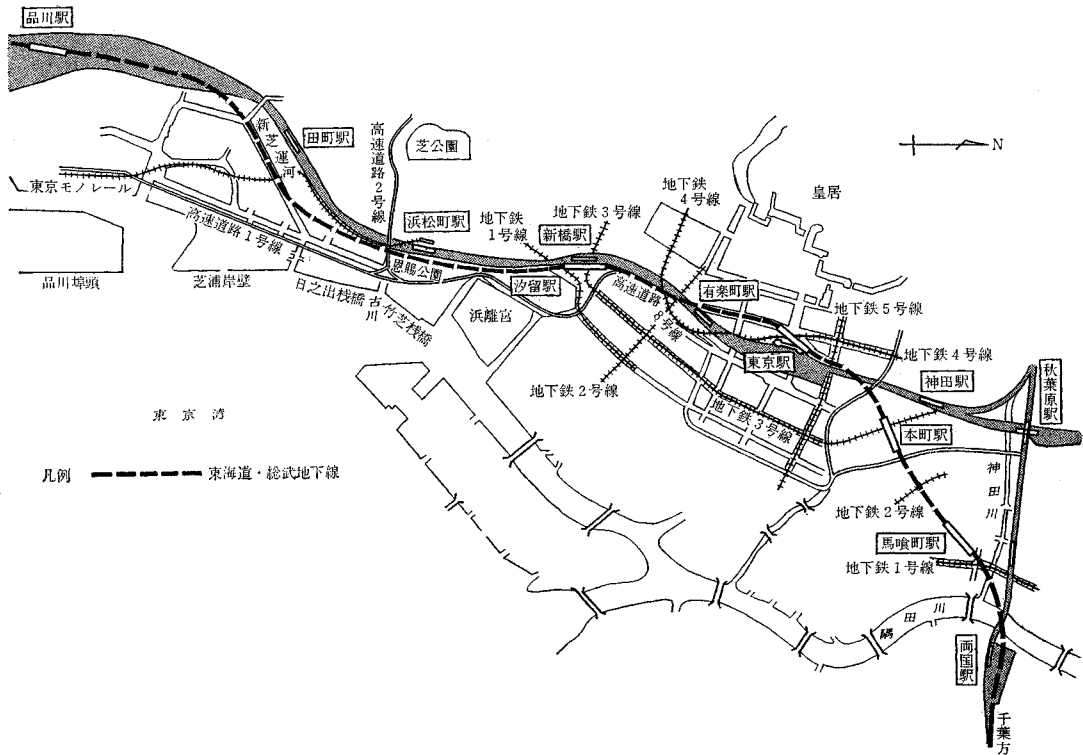 品川駅
田町駅
新芝運河
高速道路2号線
芝公園
東京モノレール
高速道路1号線
品川埠頭
芝浦岸壁
日之出桟橋
古川
竹芝桟橋
恩賜公園
浜松町駅
地下鉄
1号線
汐留駅
新橋駅
地下鉄3号線
地下鉄
4号線
皇居
N
浜離宮
高速道路8号線
有楽町駅
地下鉄5号線
東京駅
地下鉄4号線
神田駅
秋葉原駅
地下鉄2号線
地下鉄3号線
本町駅
神田川
地下鉄2号線
馬喰町駅
地下鉄1号線
隅田川
両国駅
千葉方
東京湾
凡例 東海道・総武地下線